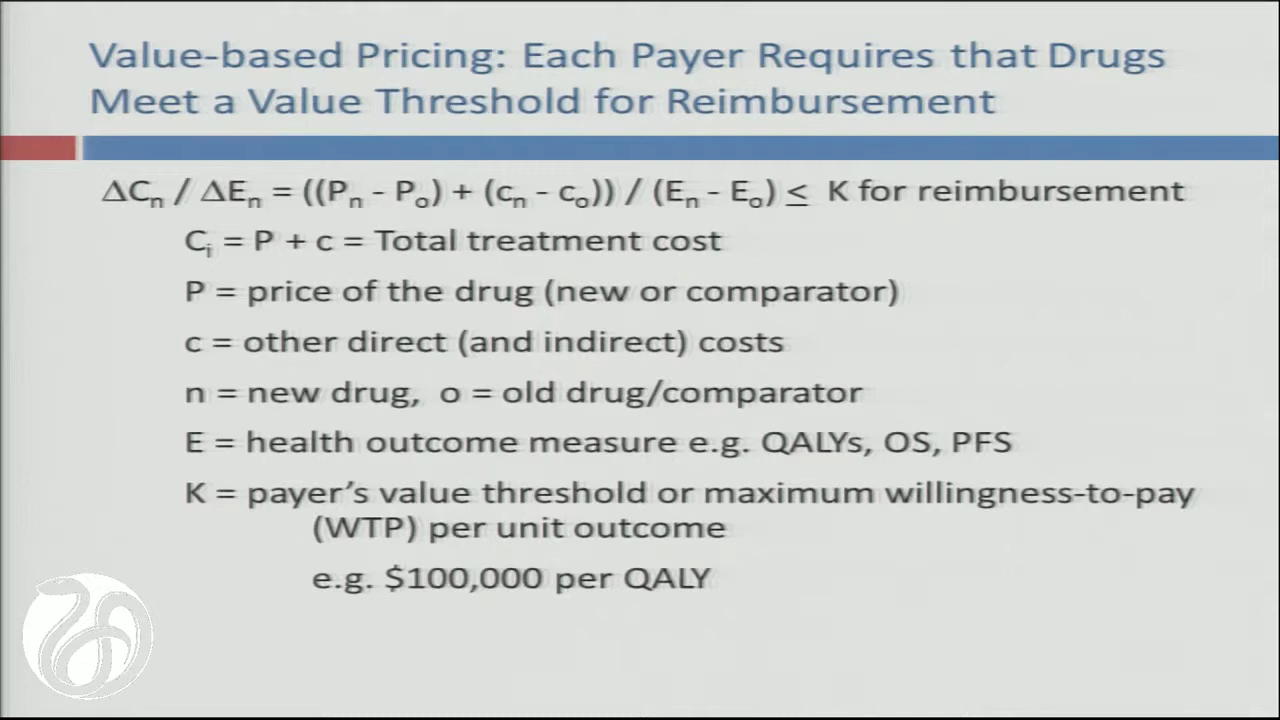 Value-based Pricing: Each Payer Requires that Drugs
Meet a Value Threshold for Reimbursement
ΔCn / ΔEn = ((Pn - Po) + (cn - co)) / (En - Eo) ≤ K for reimbursement
Ci = P + c = Total treatment cost
P = price of the drug (new or comparator)
c = other direct (and indirect) costs
n = new drug, o = old drug/comparator
E = health outcome measure e.g. QALYs, OS, PFS
K = payer's value threshold or maximum willingness-to-pay
(WTP) per unit outcome
e.g. $100,000 per QALY